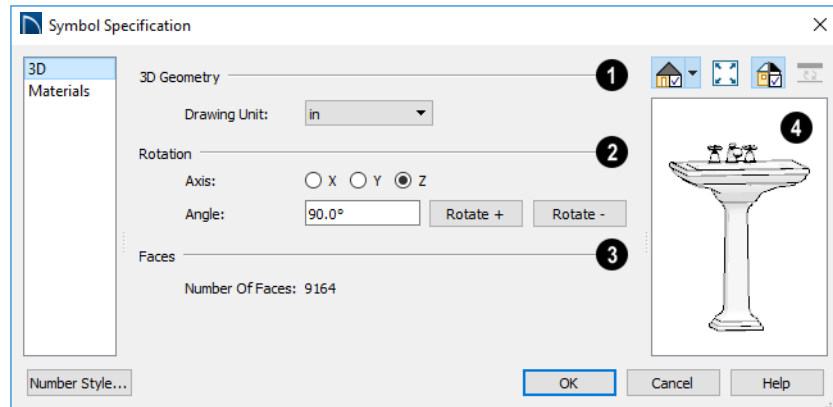 Symbol Specification
3D
Materials
3D Geometry
1
Drawing Unit: in
Rotation
2
Axis: X Y Z
Angle: 90.0° Rotate + Rotate -
Faces
3
Number Of Faces: 9164
4
Number Style... OK Cancel Help